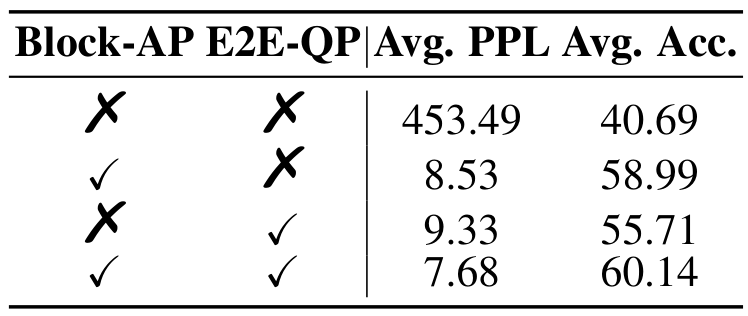 Block-AP E2E-QP Avg. PPL Avg. Acc.
✗ ✗ 453.49 40.69
✓ ✗ 8.53 58.99
✗ ✓ 9.33 55.71
✓ ✓ 7.68 60.14